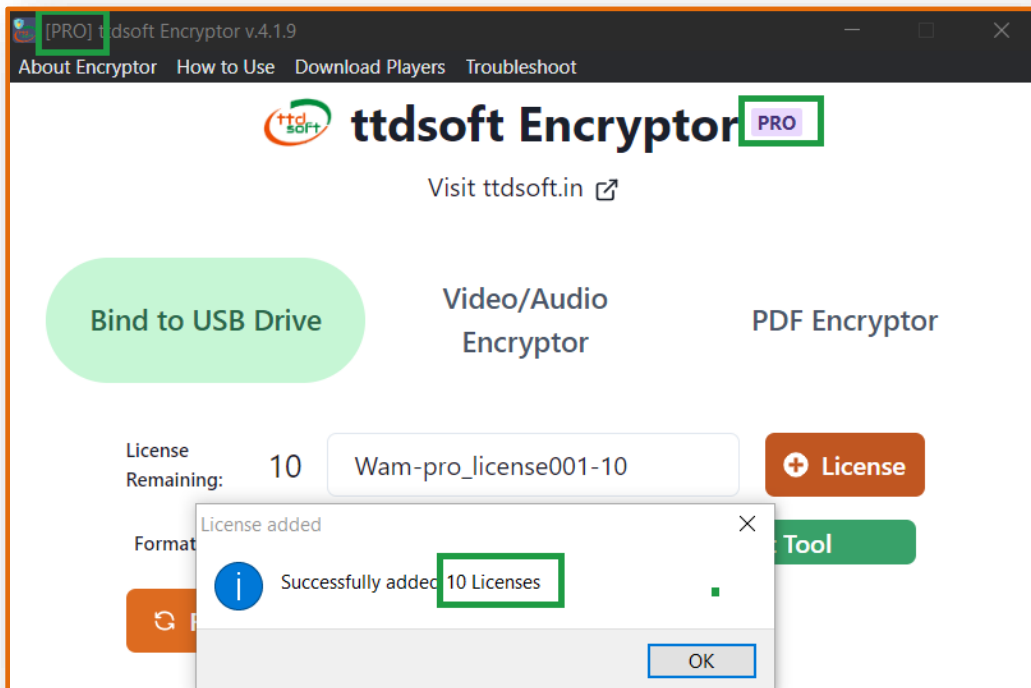 [PRO] ttdsoft Encryptor v.4.1.9
About Encryptor How to Use Download Players Troubleshoot
ttd soft ttdsoft Encryptor PRO
Visit ttdsoft.in
Bind to USB Drive
Video/Audio
Encryptor
PDF Encryptor
License
Remaining:
10
Wam-pro_license001-10
License
Format
Tool
License added
Successfully added 10 Licenses
OK